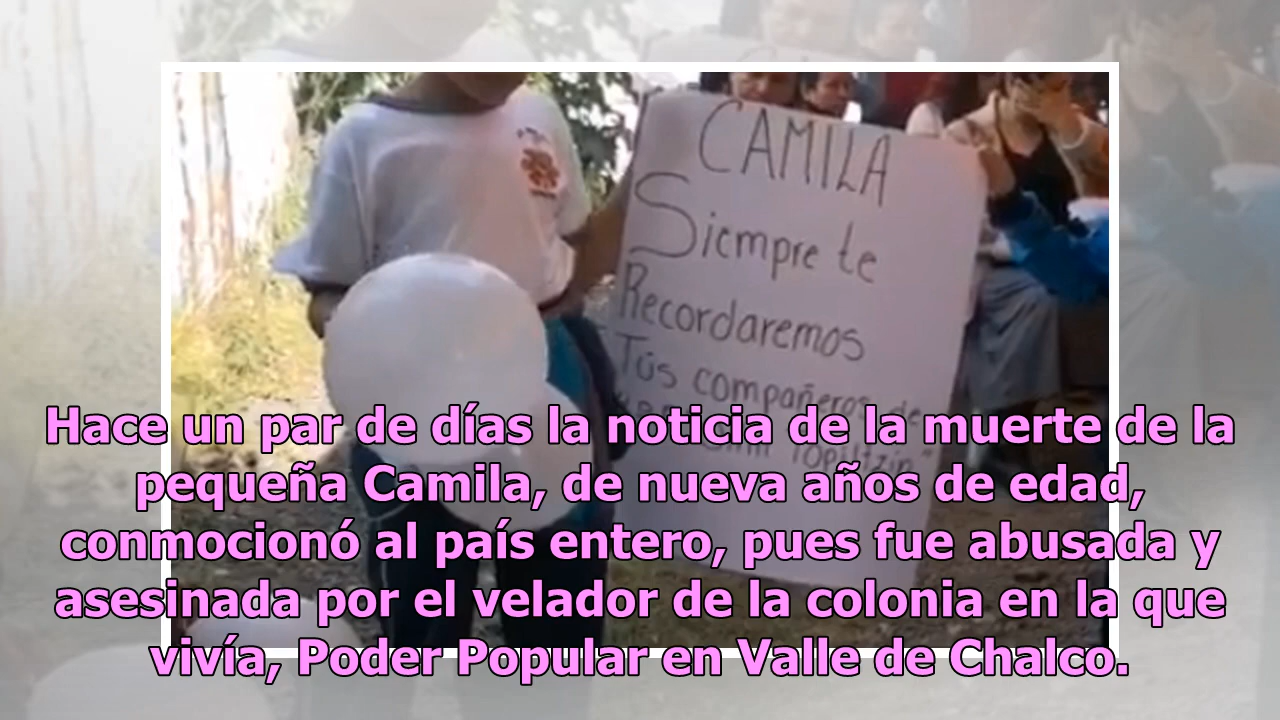 CAMILA
Siempre te
Recordaremos
Tús compañeros de
Hace un par de días la noticia de la muerte de la
pequeña Camila, de nueva años de edad,
conmocionó al país entero, pues fue abusada y
asesinada por el velador de la colonia en la que
vivía, Poder Popular en Valle de Chalco.